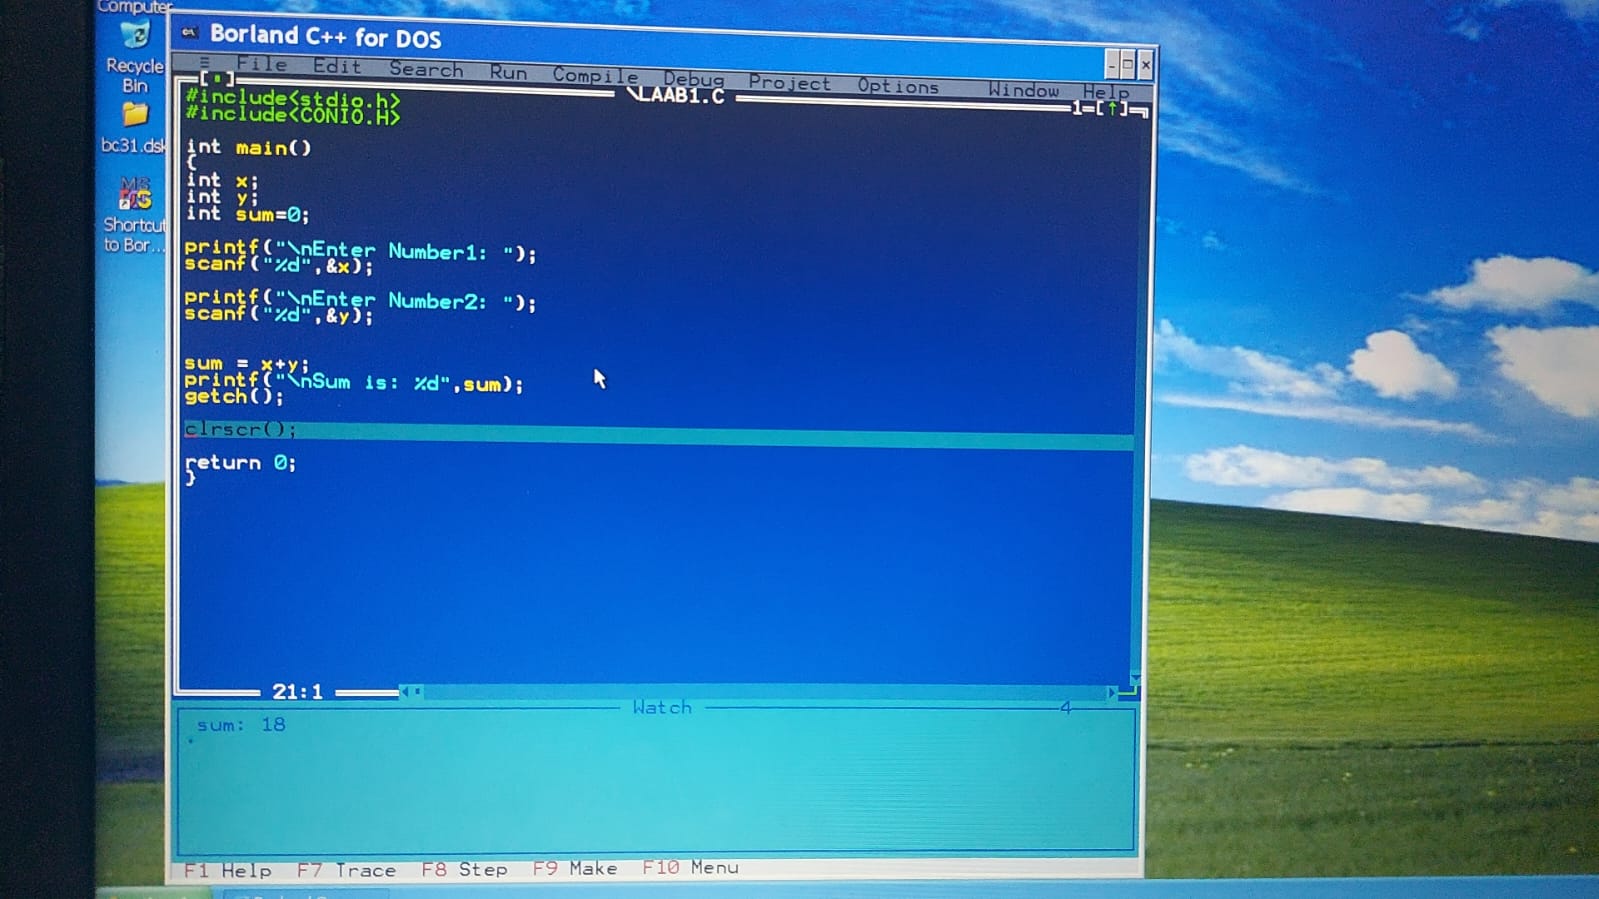 Computer
Recycle
Bin
bc31.dsk
Shortcut
to Bor...
Borland C++ for DOS
File Edit Search Run Compile Debug Project Options Window Help
\LAAB1.C
1=[↑]
#include<stdio.h>
#include<CONIO.H>
int main()
{
int x;
int y;
int sum=0;
printf("\nEnter Number1: ");
scanf("%d",&x);
printf("\nEnter Number2: ");
scanf("%d",&y);
sum = x+y;
printf("\nSum is: %d",sum);
getch();
clrscr();
return 0;
}
21:1
Watch
4
sum: 18
F1 Help F7 Trace F8 Step F9 Make F10 Menu